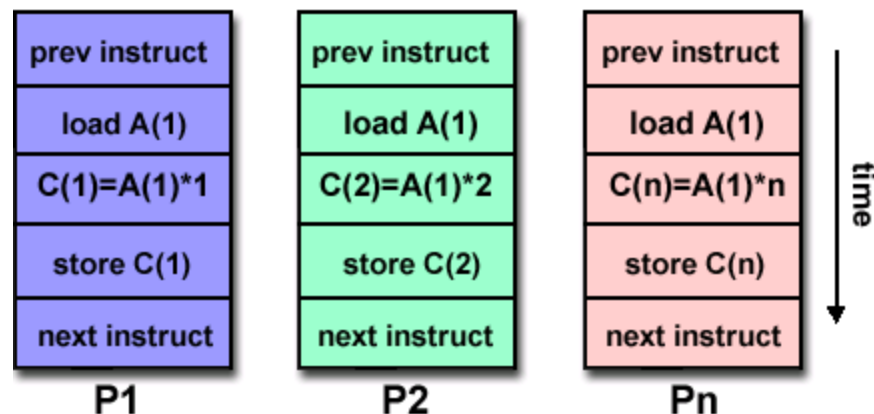 prev instruct
load A(1)
C(1)=A(1)*1
store C(1)
next instruct
P1
prev instruct
load A(1)
C(2)=A(1)*2
store C(2)
next instruct
P2
prev instruct
load A(1)
C(n)=A(1)*n
store C(n)
next instruct
Pn
time